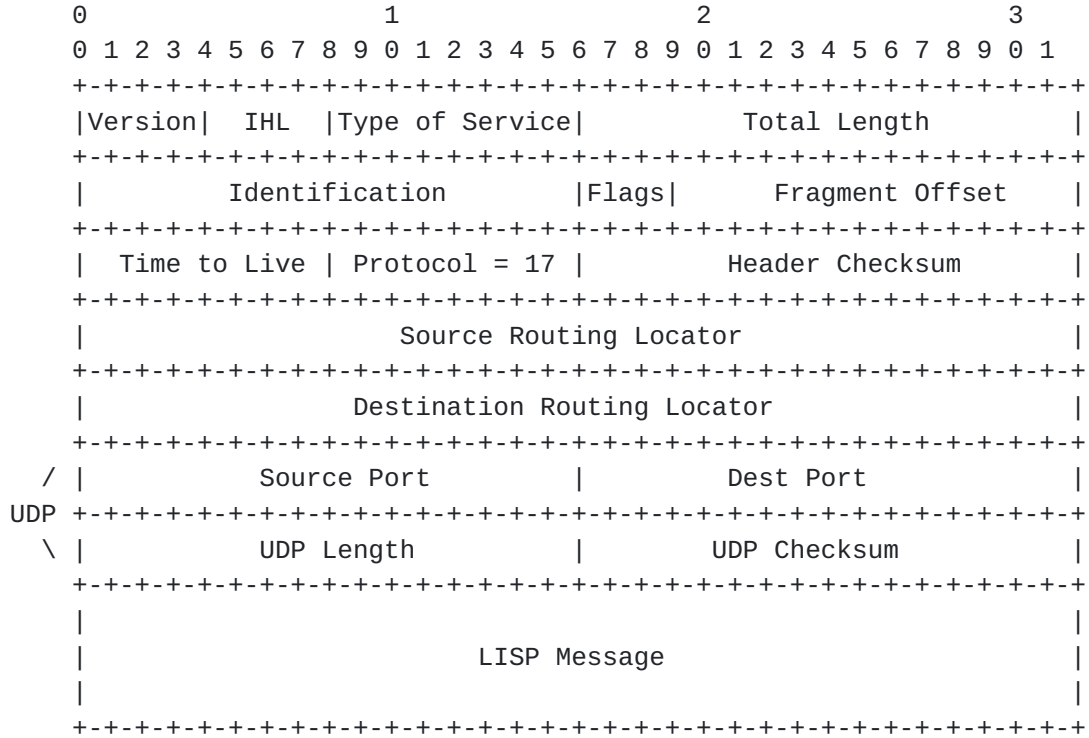 0                   1                   2                   3
        0 1 2 3 4 5 6 7 8 9 0 1 2 3 4 5 6 7 8 9 0 1 2 3 4 5 6 7 8 9 0 1
       +-+-+-+-+-+-+-+-+-+-+-+-+-+-+-+-+-+-+-+-+-+-+-+-+-+-+-+-+-+-+-+-+
       |Version|  IHL  |Type of Service|          Total Length         |
       +-+-+-+-+-+-+-+-+-+-+-+-+-+-+-+-+-+-+-+-+-+-+-+-+-+-+-+-+-+-+-+-+
       |         Identification        |Flags|      Fragment Offset    |
       +-+-+-+-+-+-+-+-+-+-+-+-+-+-+-+-+-+-+-+-+-+-+-+-+-+-+-+-+-+-+-+-+
       |  Time to Live | Protocol = 17 |         Header Checksum       |
       +-+-+-+-+-+-+-+-+-+-+-+-+-+-+-+-+-+-+-+-+-+-+-+-+-+-+-+-+-+-+-+-+
       |                    Source Routing Locator                     |
       +-+-+-+-+-+-+-+-+-+-+-+-+-+-+-+-+-+-+-+-+-+-+-+-+-+-+-+-+-+-+-+-+
       |                 Destination Routing Locator                   |
       +-+-+-+-+-+-+-+-+-+-+-+-+-+-+-+-+-+-+-+-+-+-+-+-+-+-+-+-+-+-+-+-+
     / |           Source Port         |         Dest Port             |
   UDP +-+-+-+-+-+-+-+-+-+-+-+-+-+-+-+-+-+-+-+-+-+-+-+-+-+-+-+-+-+-+-+-+
     \ |           UDP Length          |        UDP Checksum           |
       +-+-+-+-+-+-+-+-+-+-+-+-+-+-+-+-+-+-+-+-+-+-+-+-+-+-+-+-+-+-+-+-+
       |                                                               |
       |                         LISP Message                          |
       |                                                               |
       +-+-+-+-+-+-+-+-+-+-+-+-+-+-+-+-+-+-+-+-+-+-+-+-+-+-+-+-+-+-+-+-+